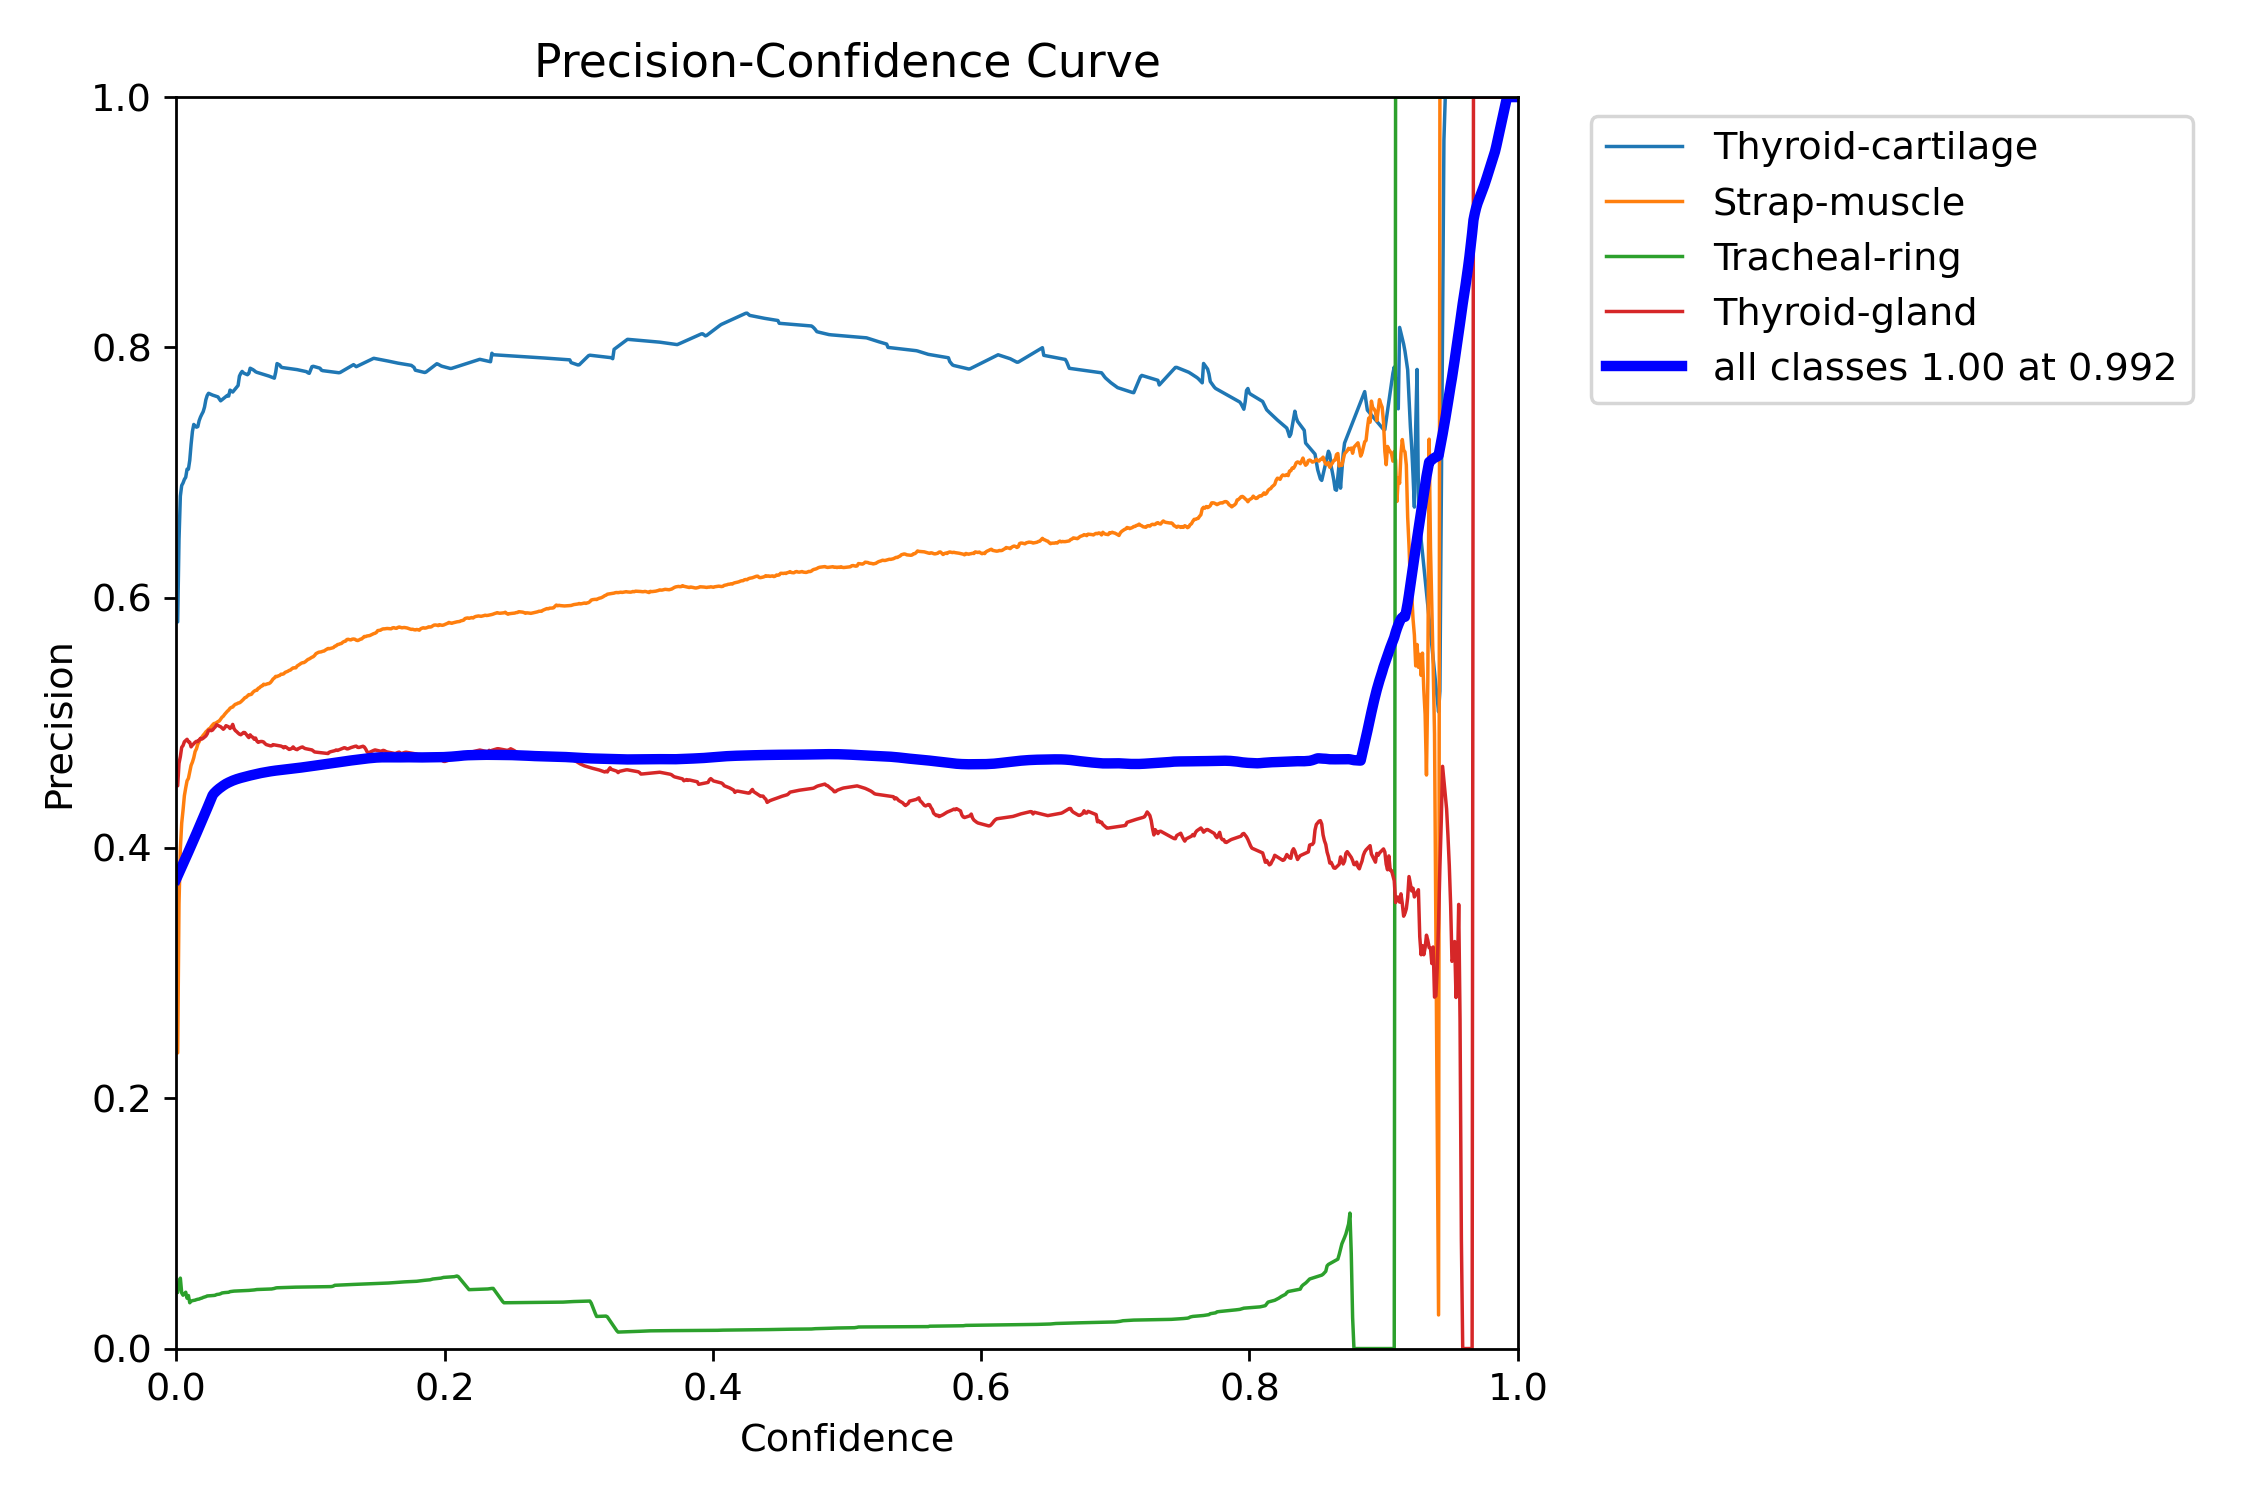 Precision-Confidence Curve
1.0
0.8
0.6
0.4
0.2
0.0
Precision
0.0 0.2 0.4 0.6 0.8 1.0
Confidence
Thyroid-cartilage
Strap-muscle
Tracheal-ring
Thyroid-gland
all classes 1.00 at 0.992